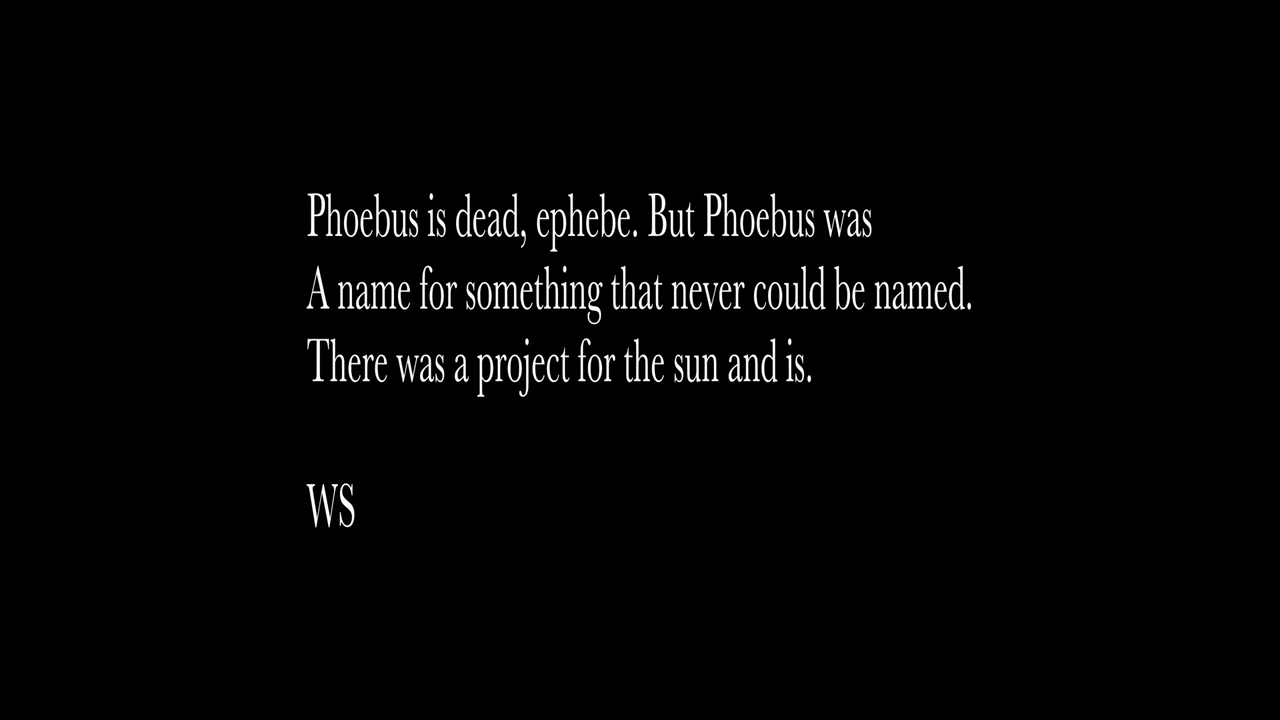 Phoebus is dead, ephebe. But Phoebus was
A name for something that never could be named.
There was a project for the sun and is.
WS